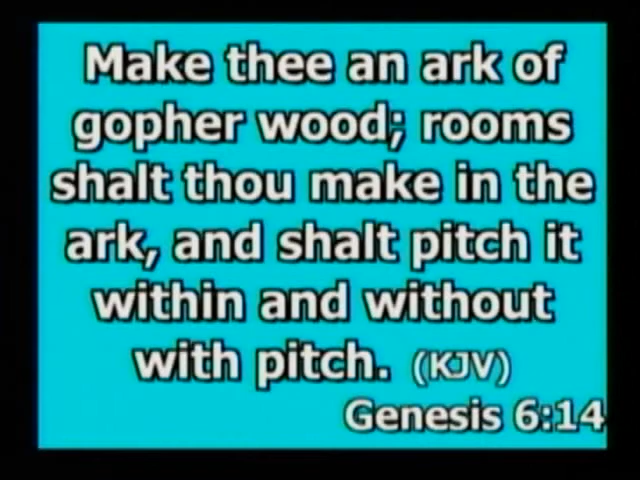 Make thee an ark of
gopher wood; rooms
shalt thou make in the
ark, and shalt pitch it
within and without
with pitch. (KJV)
Genesis 6:14